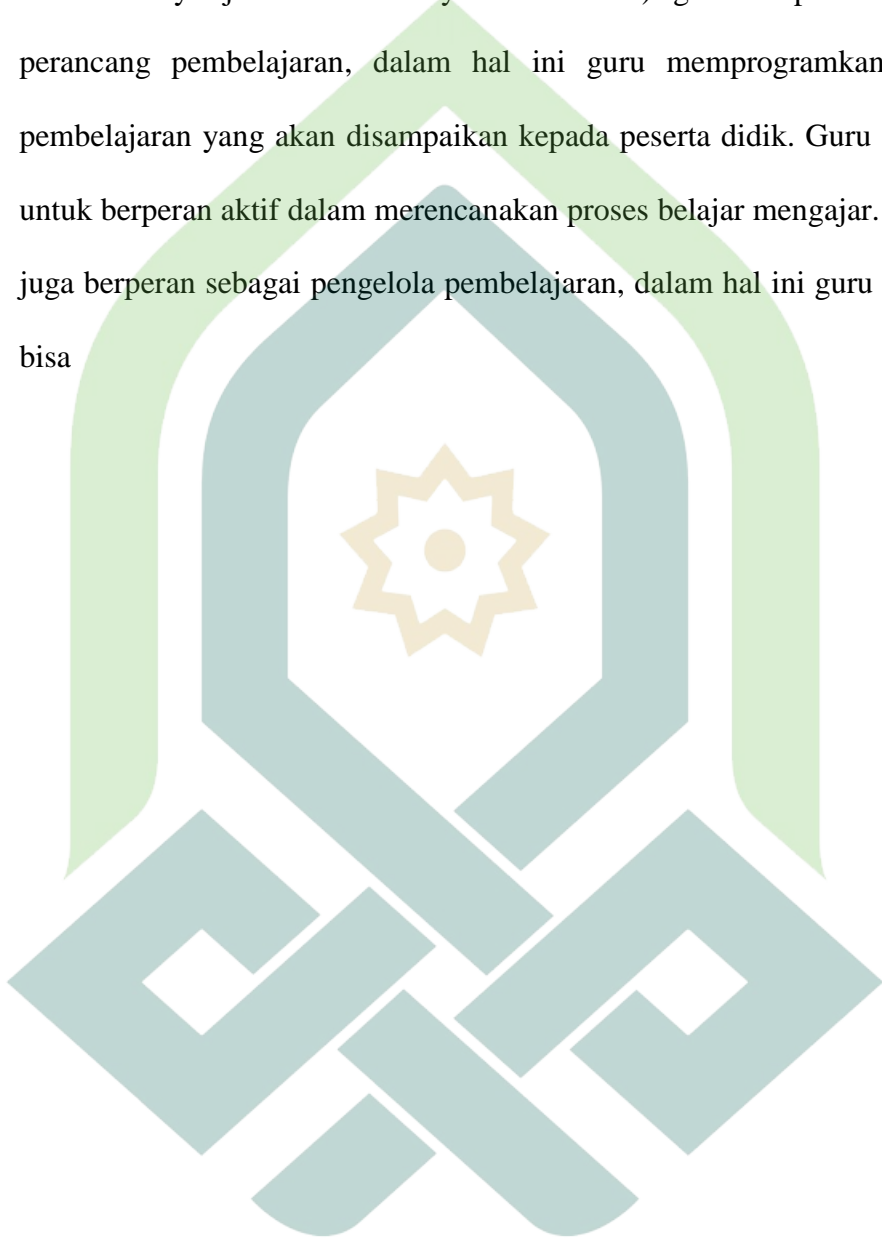 perancang pembelajaran, dalam hal ini guru memprogramkan
pembelajaran yang akan disampaikan kepada peserta didik. Guru
untuk berperan aktif dalam merencanakan proses belajar mengajar.
juga berperan sebagai pengelola pembelajaran, dalam hal ini guru
bisa